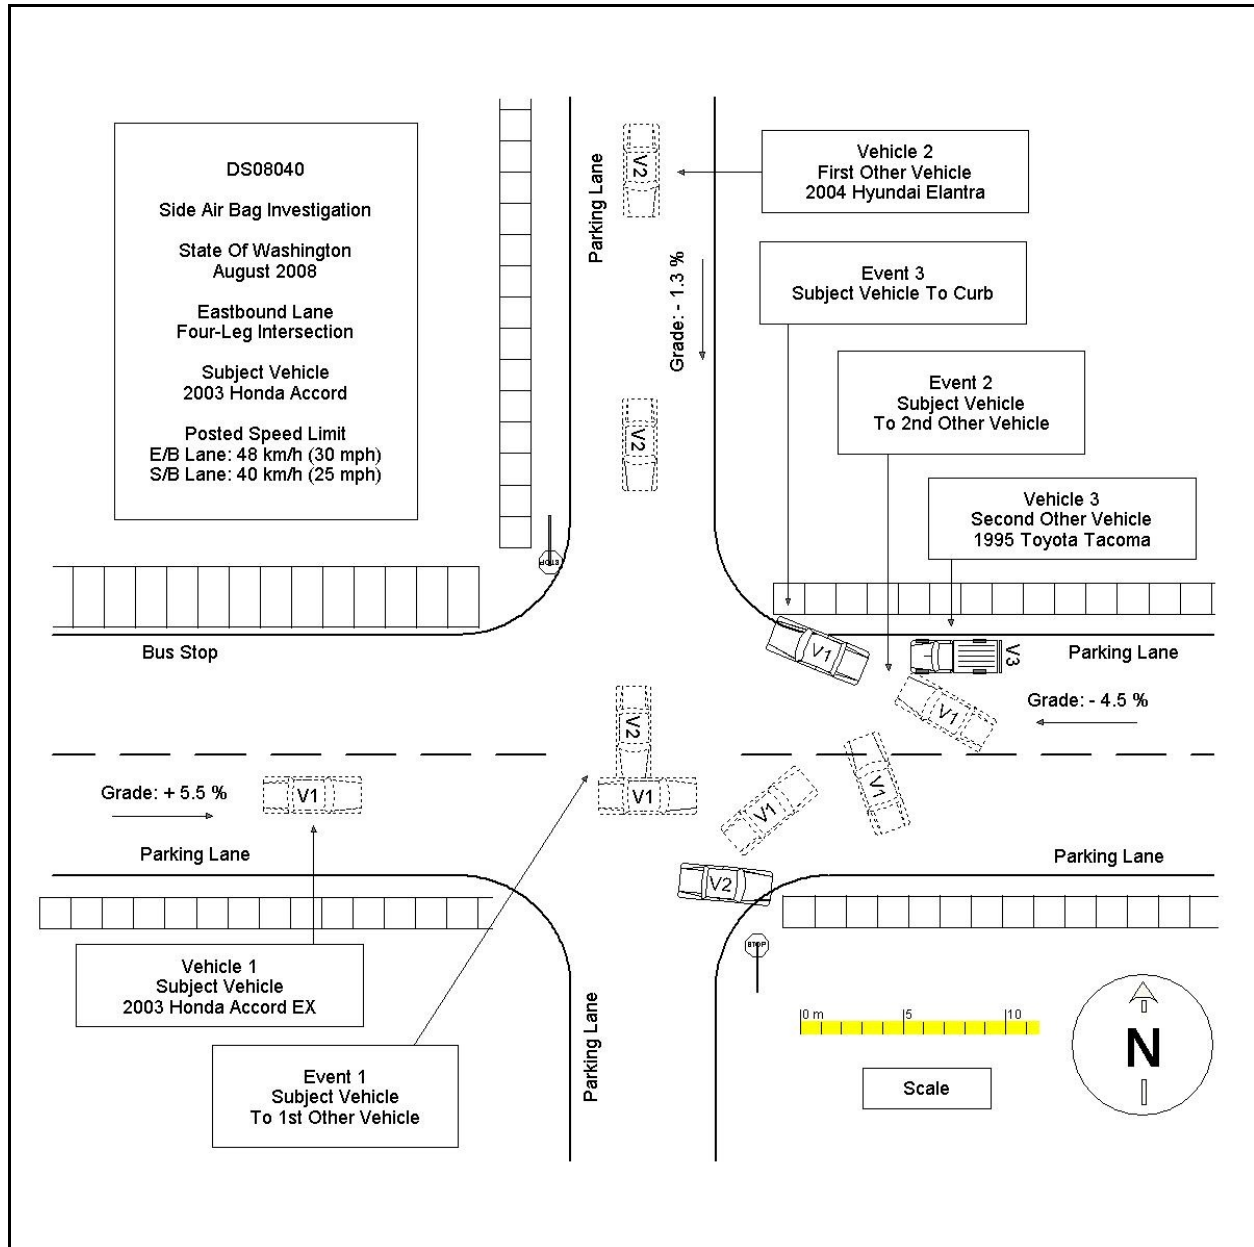 DS08040
Side Air Bag Investigation
State Of Washington
August 2008
Eastbound Lane
Four-Leg Intersection
Subject Vehicle
2003 Honda Accord
Posted Speed Limit
E/B Lane: 48 km/h (30 mph)
S/B Lane: 40 km/h (25 mph)
Parking Lane
V2
Vehicle 2
First Other Vehicle
2004 Hyundai Elantra
Grade: - 1.3 %
Event 3
Subject Vehicle To Curb
Event 2
Subject Vehicle
To 2nd Other Vehicle
V2
Vehicle 3
Second Other Vehicle
1995 Toyota Tacoma
STOP
Bus Stop
V1
V3
Parking Lane
V1
Grade: - 4.5 %
V2
Grade: + 5.5 %
V1
V1
V1
V1
Parking Lane
Parking Lane
V2
STOP
Vehicle 1
Subject Vehicle
2003 Honda Accord EX
Parking Lane
0 m 5 10
N
Scale
Event 1
Subject Vehicle
To 1st Other Vehicle